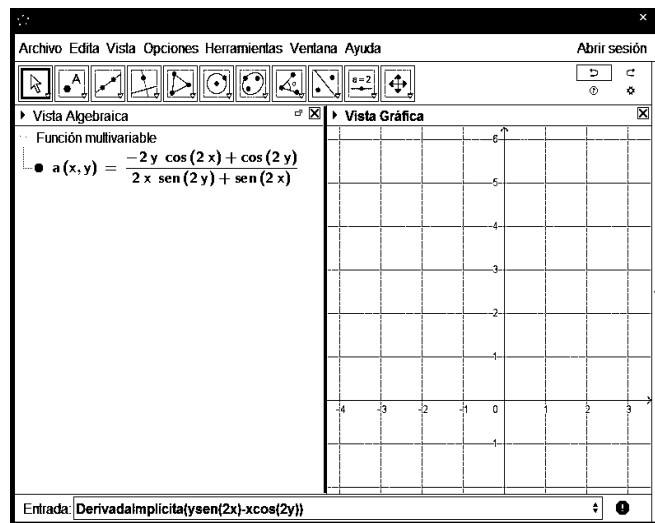 Archivo Edita Vista Opciones Herramientas Ventana Ayuda Abrir sesión
A
a=2
Vista Algebraica
Vista Gráfica
Función multivariable
a(x,y) = \frac{-2 y cos(2 x) + cos(2 y)}{2 x sen(2 y) + sen(2 x)}
6
5
4
3
2
1
-4 -3 -2 -1 0 1 2 3
-1
Entrada: DerivadaImplícita(ysen(2x)-xcos(2y))